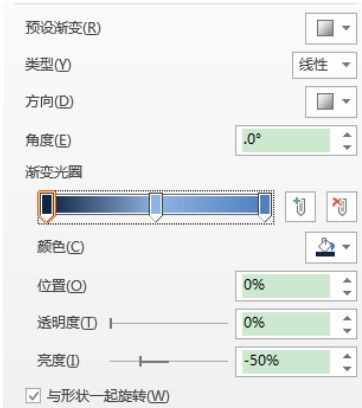 预设渐变(R)
类型(Y) 线性
方向(D)
角度(E) .0°
渐变光圈
颜色(C)
位置(O) 0%
透明度(T) 0%
亮度(I) -50%
与形状一起旋转(W)